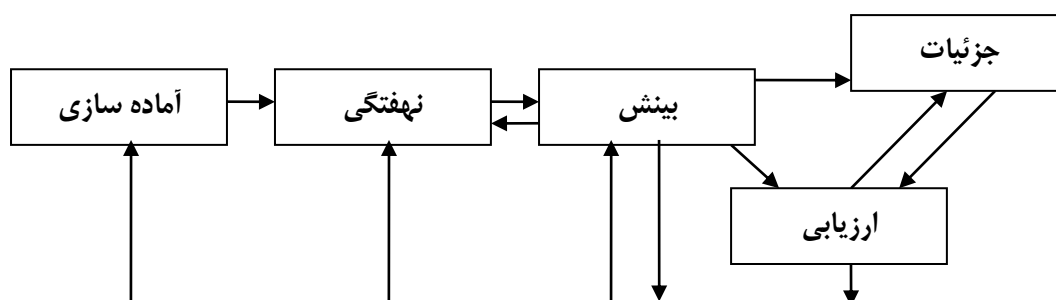 جزئیات
آماده سازی
نهفتگی
بینش
ارزیابی